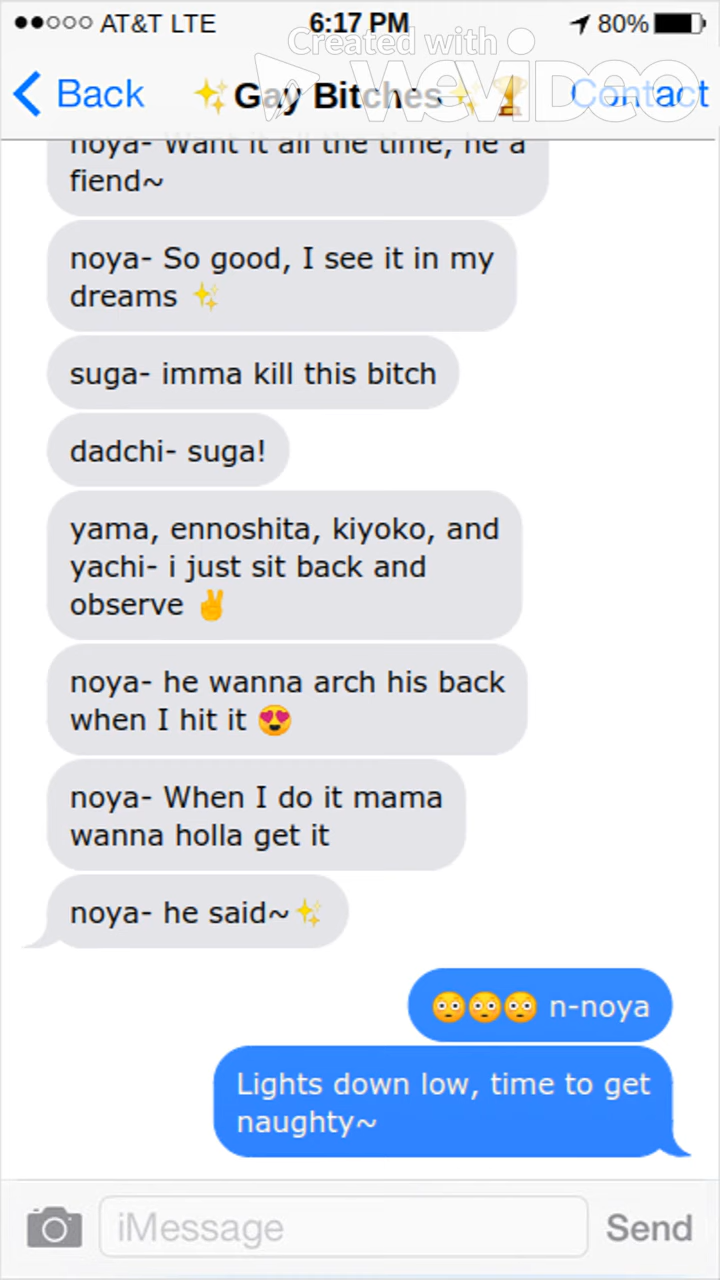 ●●○○○ AT&T LTE 6:17 PM 80%
Created with
WeVideo
Back ✨Gay Bitches✨🏆 Contact
noya- Want it all the time, he a
fiend~
noya- So good, I see it in my
dreams ✨
suga- imma kill this bitch
dadchi- suga!
yama, ennoshita, kiyoko, and
yachi- i just sit back and
observe ✌
noya- he wanna arch his back
when I hit it 😍
noya- When I do it mama
wanna holla get it
noya- he said~✨
😳😳😳 n-noya
Lights down low, time to get
naughty~
iMessage Send